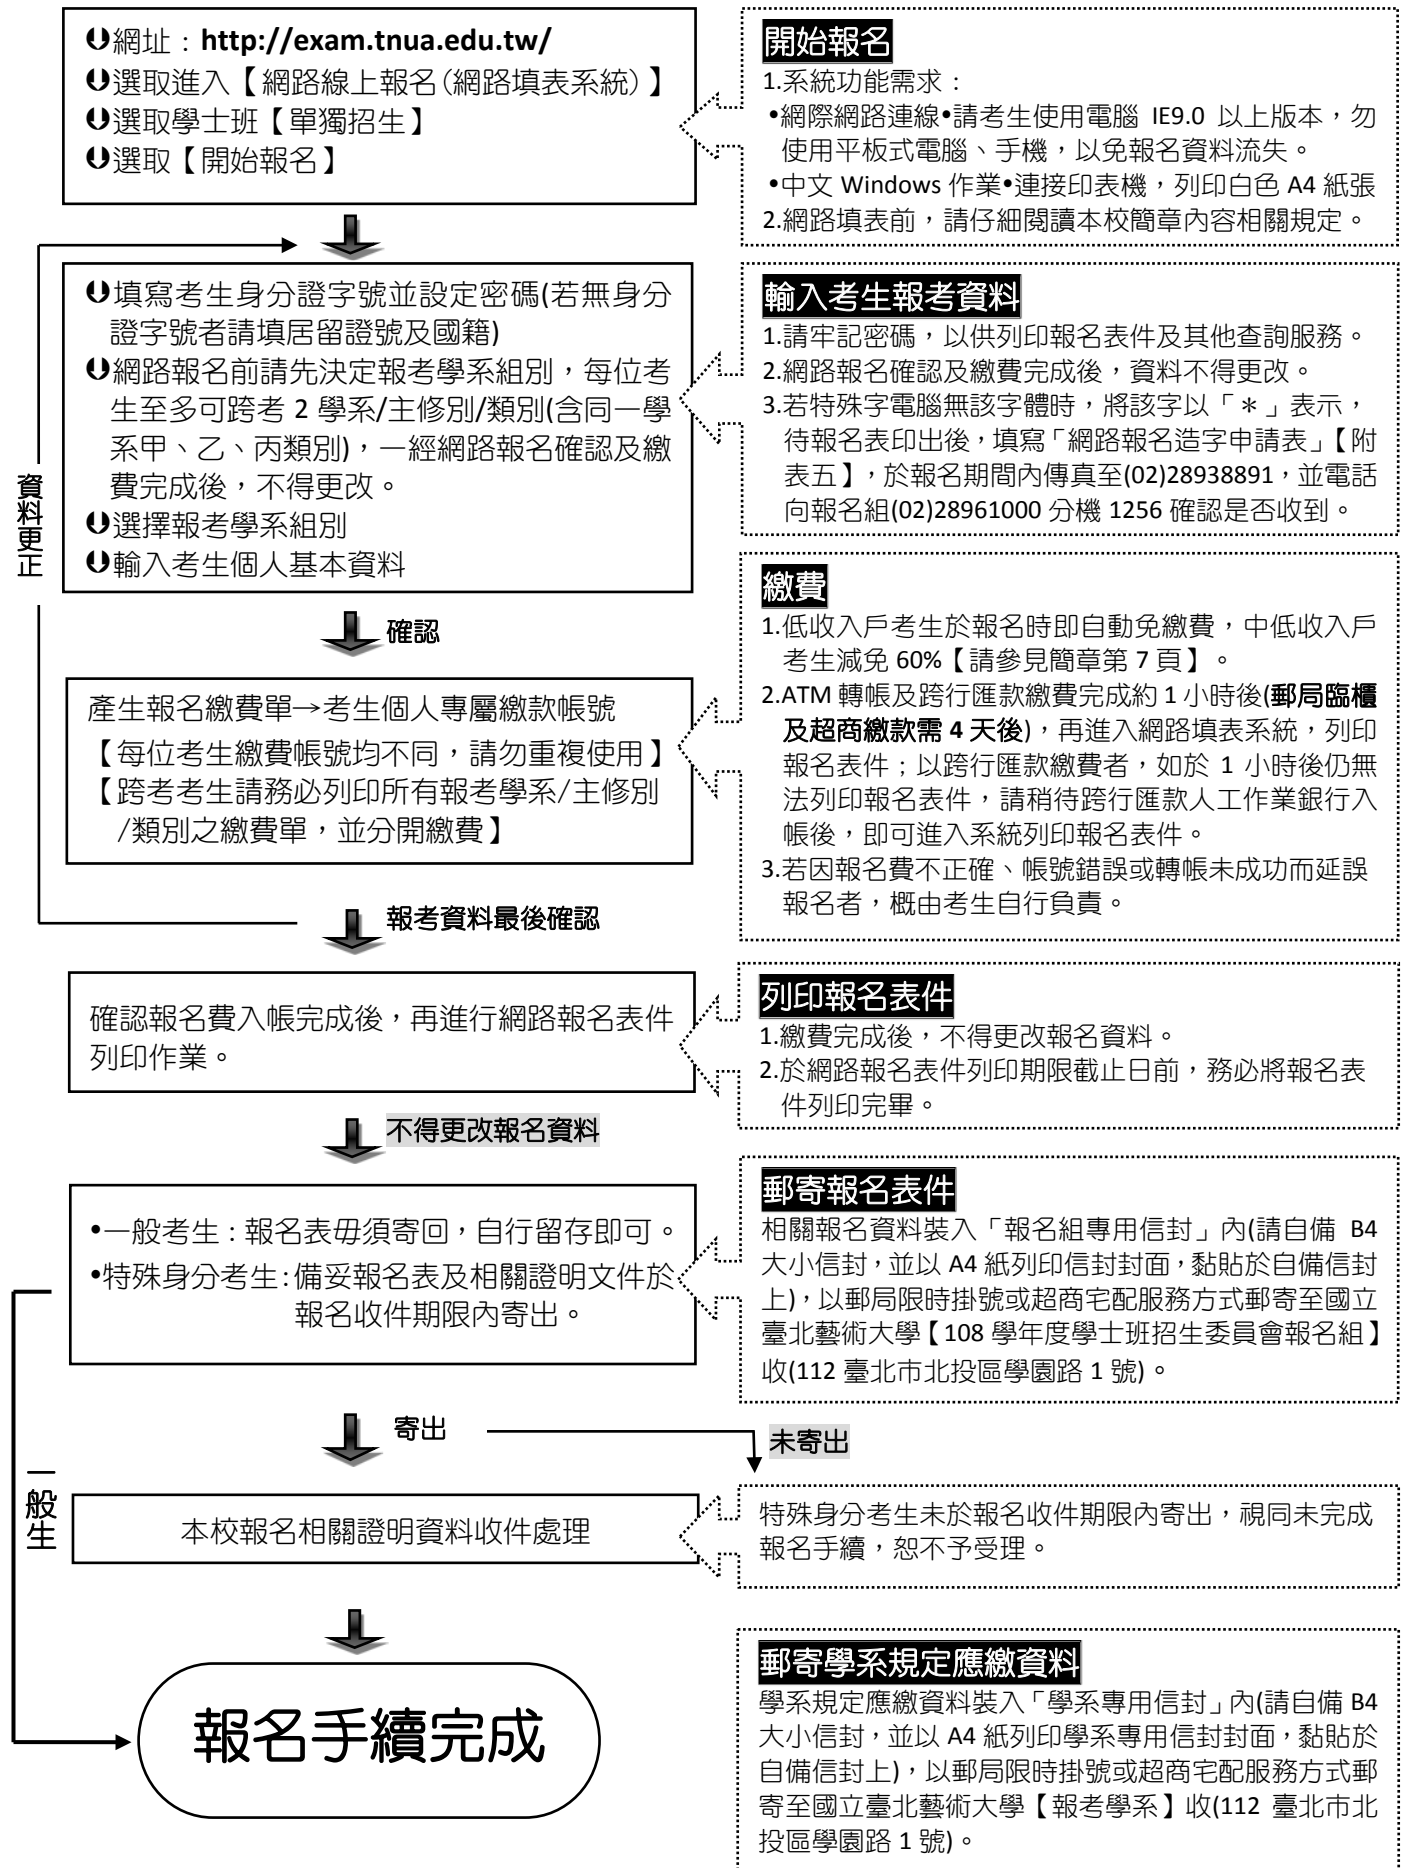 網址：http://exam.tnua.edu.tw/
選取進入【網路線上報名(網路填表系統)】
選取學士班【單獨招生】
選取【開始報名】
開始報名
1.系統功能需求：
•網際網路連線•請考生使用電腦 IE9.0 以上版本，勿
使用平板式電腦、手機，以免報名資料流失。
•中文 Windows 作業•連接印表機，列印白色 A4 紙張
2.網路填表前，請仔細閱讀本校簡章內容相關規定。
填寫考生身分證字號並設定密碼(若無身分
證字號者請填居留證號及國籍)
網路報名前請先決定報考學系組別，每位考
生至多可跨考 2 學系/主修別/類別(含同一學
系甲、乙、丙類別)，一經網路報名確認及繳
費完成後，不得更改。
選擇報考學系組別
輸入考生個人基本資料
輸入考生報考資料
1.請牢記密碼，以供列印報名表件及其他查詢服務。
2.網路報名確認及繳費完成後，資料不得更改。
3.若特殊字電腦無該字體時，將該字以「＊」表示，
待報名表印出後，填寫「網路報名造字申請表」【附
表五】，於報名期間內傳真至(02)28938891，並電話
向報名組(02)28961000 分機 1256 確認是否收到。
資料更正
確認
產生報名繳費單→考生個人專屬繳款帳號
【每位考生繳費帳號均不同，請勿重複使用】
【跨考考生請務必列印所有報考學系/主修別
/類別之繳費單，並分開繳費】
繳費
1.低收入戶考生於報名時即自動免繳費，中低收入戶
考生減免 60%【請參見簡章第 7 頁】。
2.ATM 轉帳及跨行匯款繳費完成約 1 小時後(郵局臨櫃
及超商繳款需 4 天後)，再進入網路填表系統，列印
報名表件；以跨行匯款繳費者，如於 1 小時後仍無
法列印報名表件，請稍待跨行匯款人工作業銀行入
帳後，即可進入系統列印報名表件。
3.若因報名費不正確、帳號錯誤或轉帳未成功而延誤
報名者，概由考生自行負責。
報考資料最後確認
確認報名費入帳完成後，再進行網路報名表件
列印作業。
列印報名表件
1.繳費完成後，不得更改報名資料。
2.於網路報名表件列印期限截止日前，務必將報名表
件列印完畢。
不得更改報名資料
•一般考生：報名表毋須寄回，自行留存即可。
•特殊身分考生：備妥報名表及相關證明文件於
報名收件期限內寄出。
郵寄報名表件
相關報名資料裝入「報名組專用信封」內(請自備 B4
大小信封，並以 A4 紙列印信封封面，黏貼於自備信封
上)，以郵局限時掛號或超商宅配服務方式郵寄至國立
臺北藝術大學【108 學年度學士班招生委員會報名組】
收(112 臺北市北投區學園路 1 號)。
寄出
未寄出
一般生
本校報名相關證明資料收件處理
特殊身分考生未於報名收件期限內寄出，視同未完成
報名手續，恕不予受理。
報名手續完成
郵寄學系規定應繳資料
學系規定應繳資料裝入「學系專用信封」內(請自備 B4
大小信封，並以 A4 紙列印學系專用信封封面，黏貼於
自備信封上)，以郵局限時掛號或超商宅配服務方式郵
寄至國立臺北藝術大學【報考學系】收(112 臺北市北
投區學園路 1 號)。